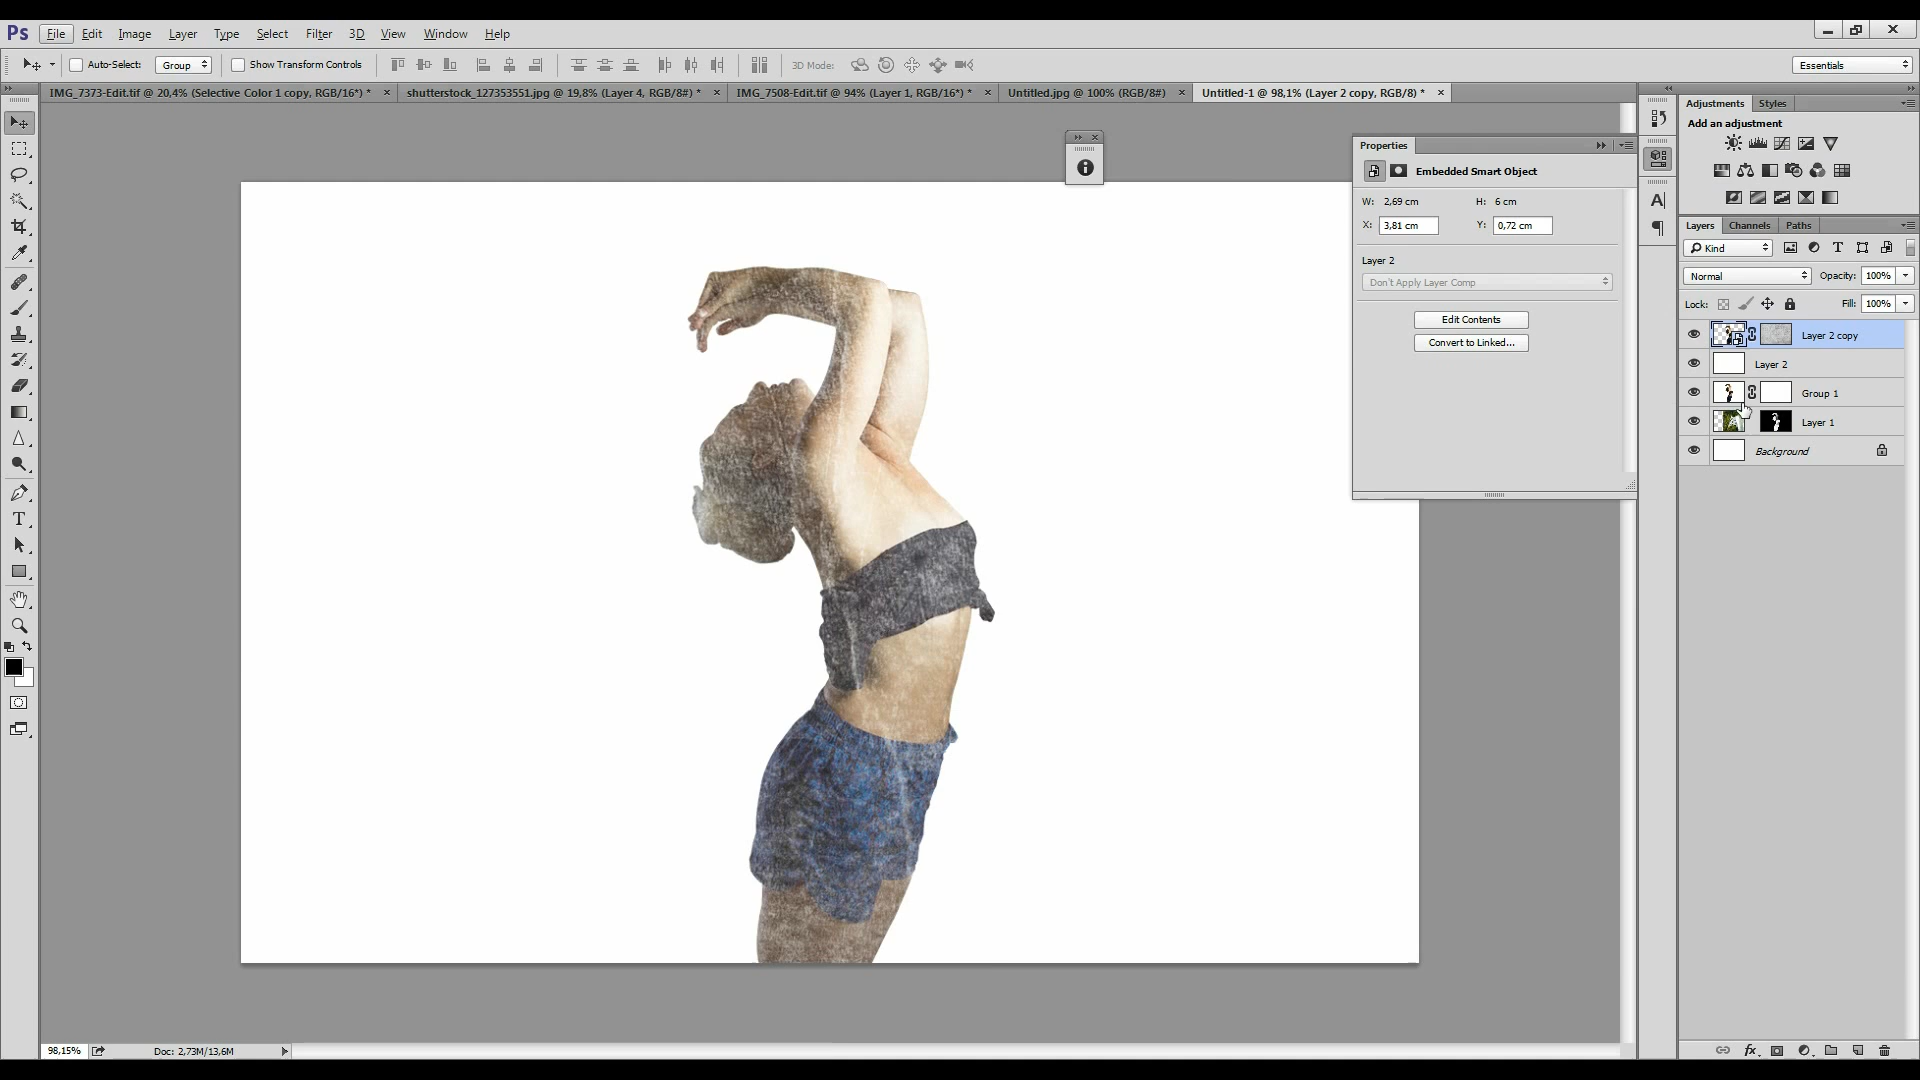 Ps File Edit Image Layer Type Select Filter 3D View Window Help
Auto-Select: Group Show Transform Controls 3D Mode: Essentials
IMG_7373-Edit.tif @ 20,4% (Selective Color 1 copy, RGB/16*) * shutterstock_127353551.jpg @ 19,8% (Layer 4, RGB/8#) * IMG_7508-Edit.tif @ 94% (Layer 1, RGB/16*) * Untitled.jpg @ 100% (RGB/8#) Untitled-1 @ 98,1% (Layer 2 copy, RGB/8) *
Adjustments Styles
Add an adjustment
Properties
Embedded Smart Object
W: 2,69 cm H: 6 cm
X: 3,81 cm Y: 0,72 cm
Layer 2
Don't Apply Layer Comp
Edit Contents
Convert to Linked...
Layers Channels Paths
Kind
Normal Opacity: 100%
Lock: Fill: 100%
Layer 2 copy
Layer 2
Group 1
Layer 1
Background
98,15% Doc: 2,73M/13,6M